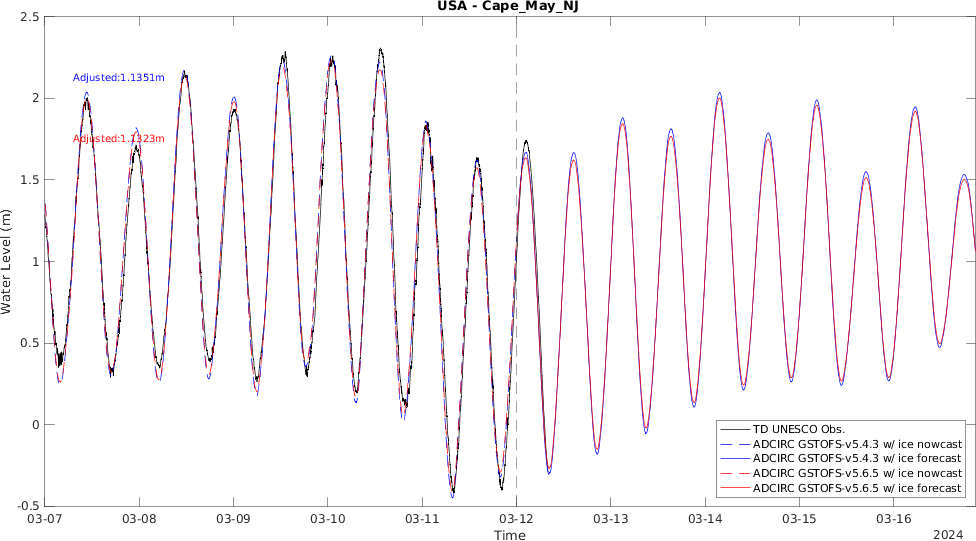 USA - Cape_May_NJ
2.5
2
1.5
1
0.5
0
-0.5
Water Level (m)
Adjusted:1.1351m
Adjusted:1.1323m
TD UNESCO Obs.
ADCIRC GSTOFS-v5.4.3 w/ ice nowcast
ADCIRC GSTOFS-v5.4.3 w/ ice forecast
ADCIRC GSTOFS-v5.6.5 w/ ice nowcast
ADCIRC GSTOFS-v5.6.5 w/ ice forecast
03-07 03-08 03-09 03-10 03-11 03-12 03-13 03-14 03-15 03-16
Time
2024